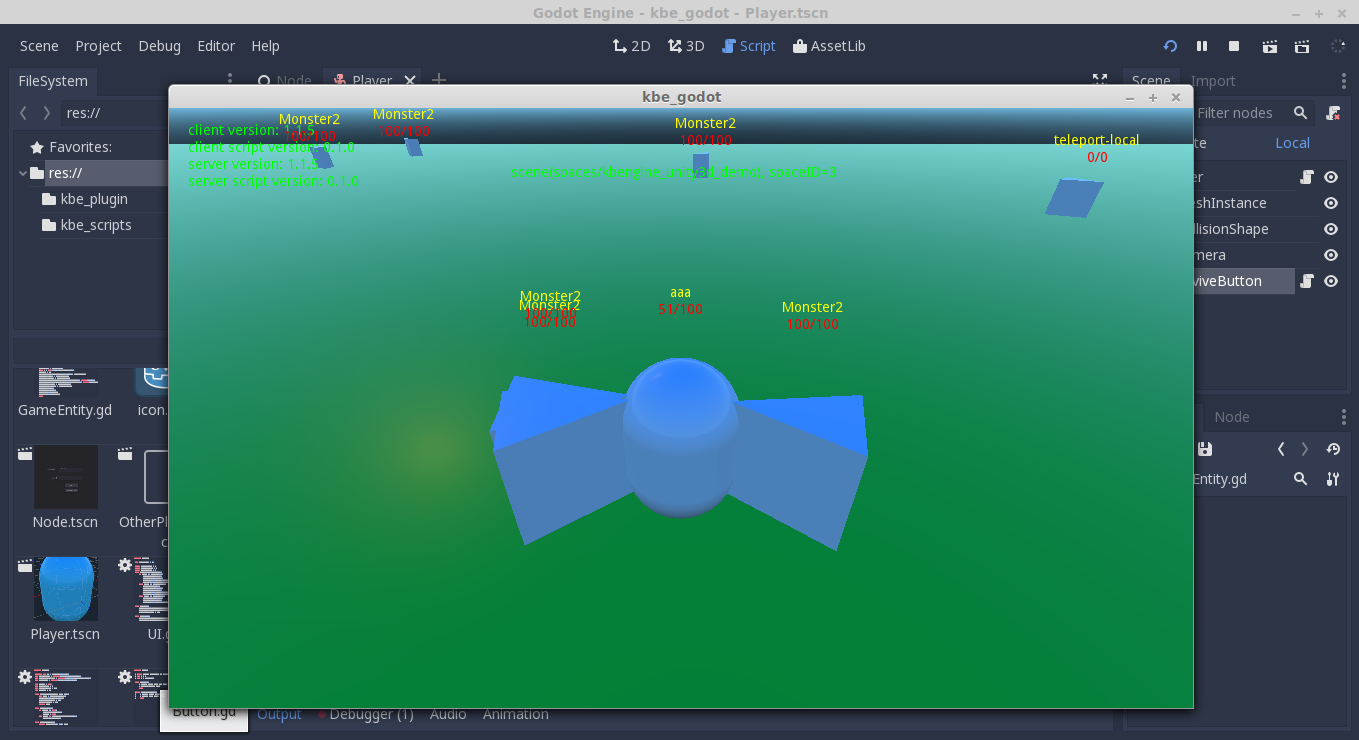 Godot Engine - kbe_godot - Player.tscn
Scene Project Debug Editor Help
2D 3D Script AssetLib
FileSystem
Node Player
Scene Import
res://
Filter nodes
Favorites:
res://
kbe_plugin
kbe_scripts
Local
kbe_godot
Monster2
100/100
Monster2
100/100
Monster2
100/100
teleport-local
0/0
client version: 1.1.5
client script version: 0.1.0
server version: 1.1.5
server script version: 0.1.0
scene(spaces/kbengine_unity3d_demo), spaceID=3
Monster2
Monster2
100/100
100/100
aaa
51/100
Monster2
100/100
eshInstance
llisionShape
mera
viveButton
Node
Entity.gd
GameEntity.gd
icon.
Node.tscn
OtherPl
c
Player.tscn
UI.g
Button.gd
Output Debugger (1) Audio Animation